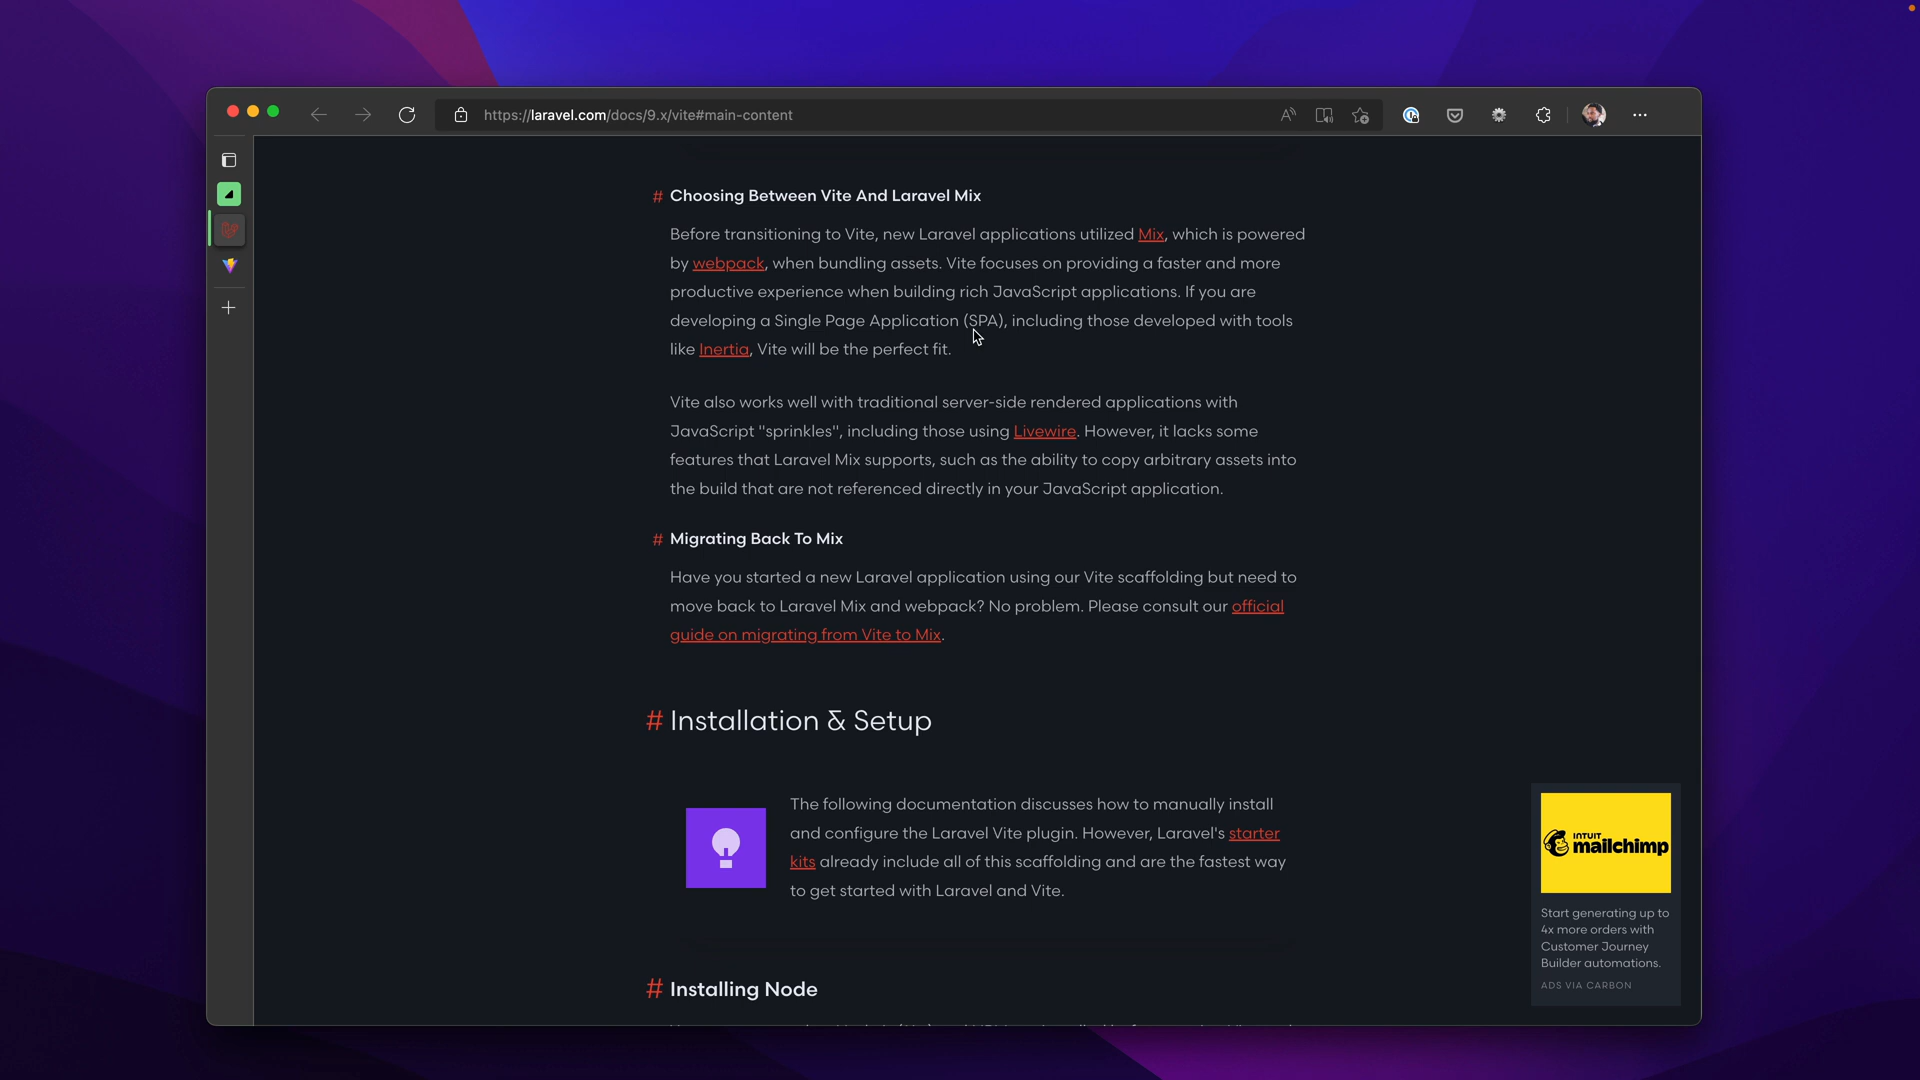 https://laravel.com/docs/9.x/vite#main-content
# Choosing Between Vite And Laravel Mix
Before transitioning to Vite, new Laravel applications utilized Mix, which is powered
by webpack, when bundling assets. Vite focuses on providing a faster and more
productive experience when building rich JavaScript applications. If you are
developing a Single Page Application (SPA), including those developed with tools
like Inertia, Vite will be the perfect fit.
Vite also works well with traditional server-side rendered applications with
JavaScript "sprinkles", including those using Livewire. However, it lacks some
features that Laravel Mix supports, such as the ability to copy arbitrary assets into
the build that are not referenced directly in your JavaScript application.
# Migrating Back To Mix
Have you started a new Laravel application using our Vite scaffolding but need to
move back to Laravel Mix and webpack? No problem. Please consult our official
guide on migrating from Vite to Mix.
# Installation & Setup
The following documentation discusses how to manually install
and configure the Laravel Vite plugin. However, Laravel's starter
kits already include all of this scaffolding and are the fastest way
to get started with Laravel and Vite.
INTUIT
mailchimp
Start generating up to
4x more orders with
Customer Journey
Builder automations.
ADS VIA CARBON
# Installing Node